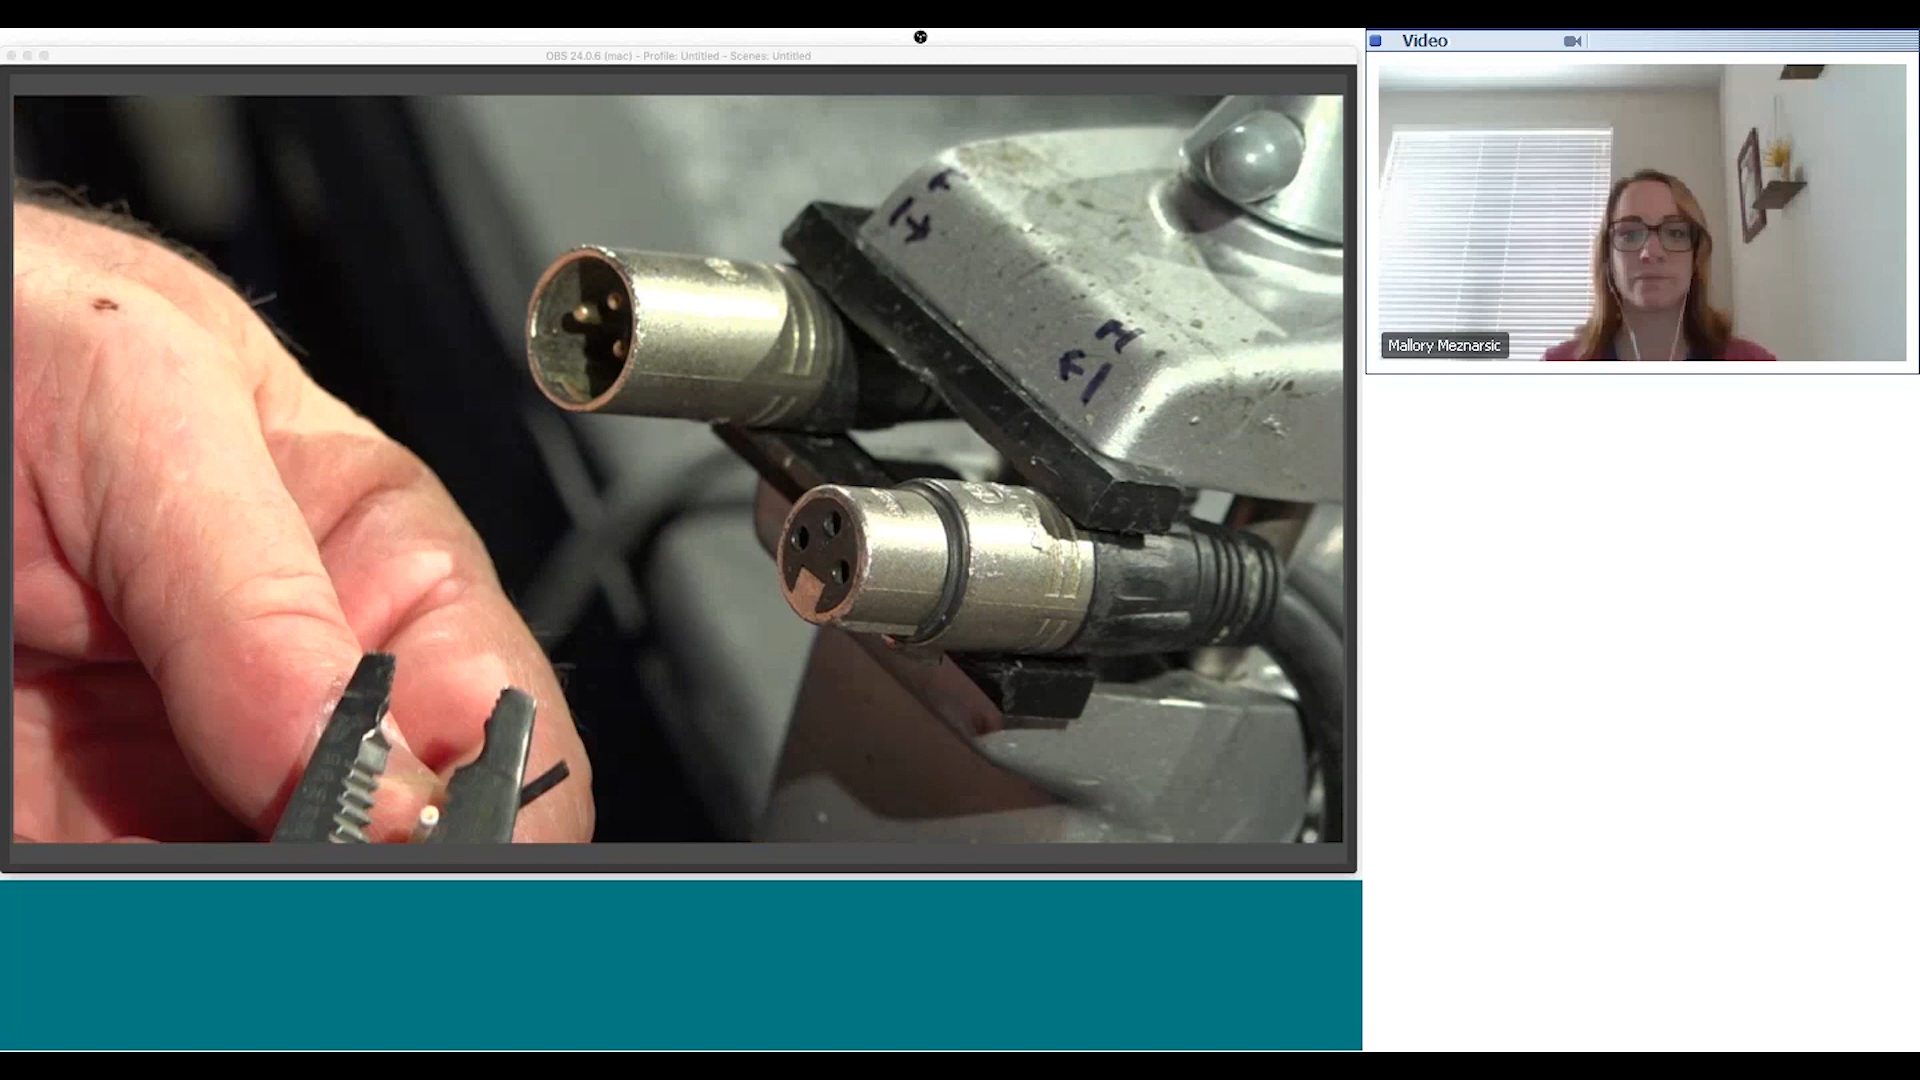 OBS 24.0.6 (mac) - Profile: Untitled - Scenes: Untitled
Video
Mallory Meznarsic